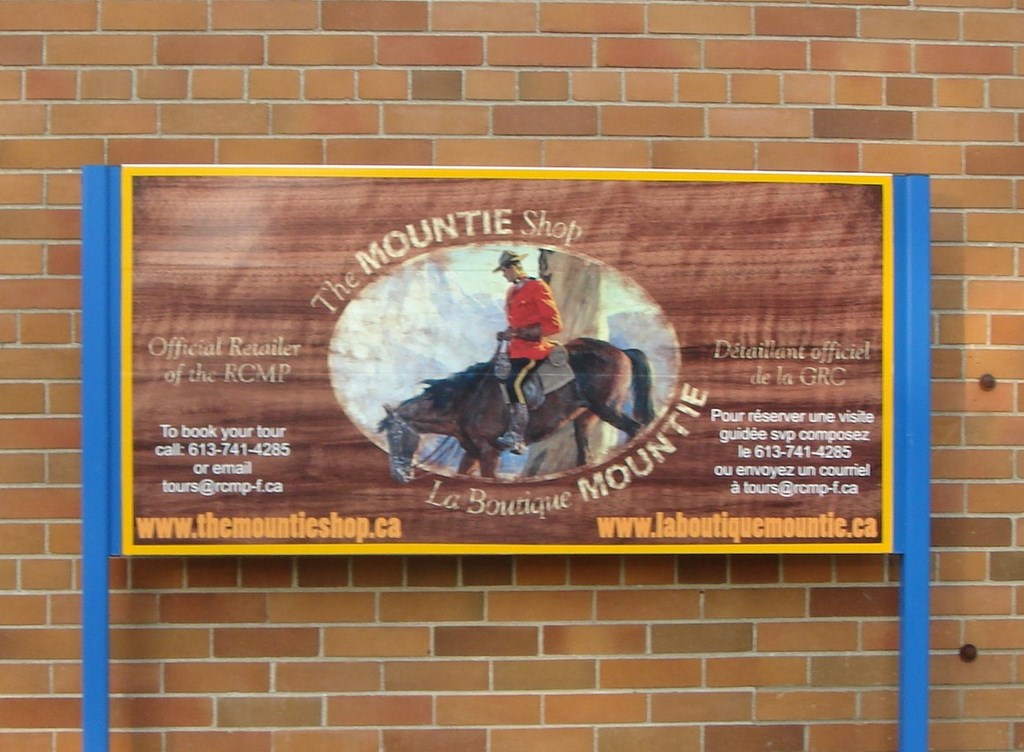 The MOUNTIE Shop
Official Retailer
of the RCMP
To book your tour
call: 613-741-4285
or email
tours@rcmp-f.ca
www.themountieshop.ca
La Boutique MOUNTIE
Détaillant officiel
de la GRC
Pour réserver une visite
guidée svp composez
le 613-741-4285
ou envoyez un courriel
à tours@rcmp-f.ca
www.laboutiquemountie.ca